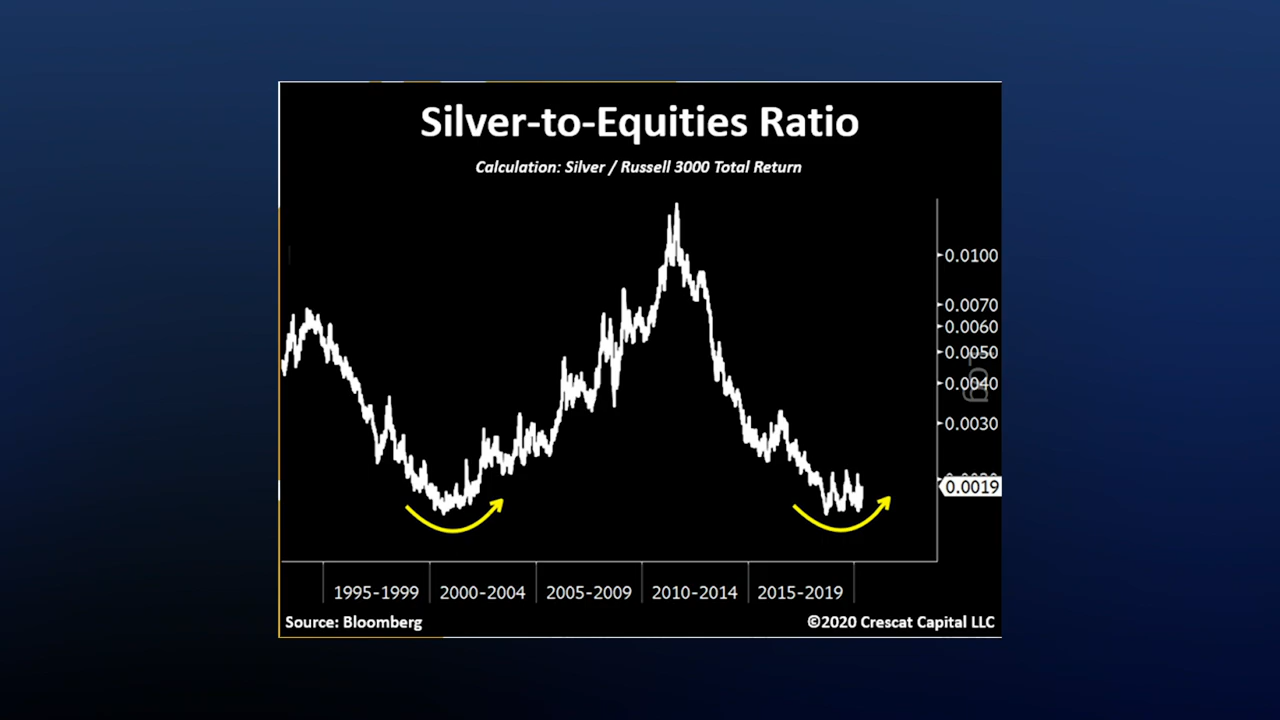 Silver-to-Equities Ratio
Calculation: Silver / Russell 3000 Total Return
0.0100
0.0070
0.0060
0.0050
0.0040
0.0030
0.0019
Log
1995-1999
2000-2004
2005-2009
2010-2014
2015-2019
Source: Bloomberg
©2020 Crescat Capital LLC